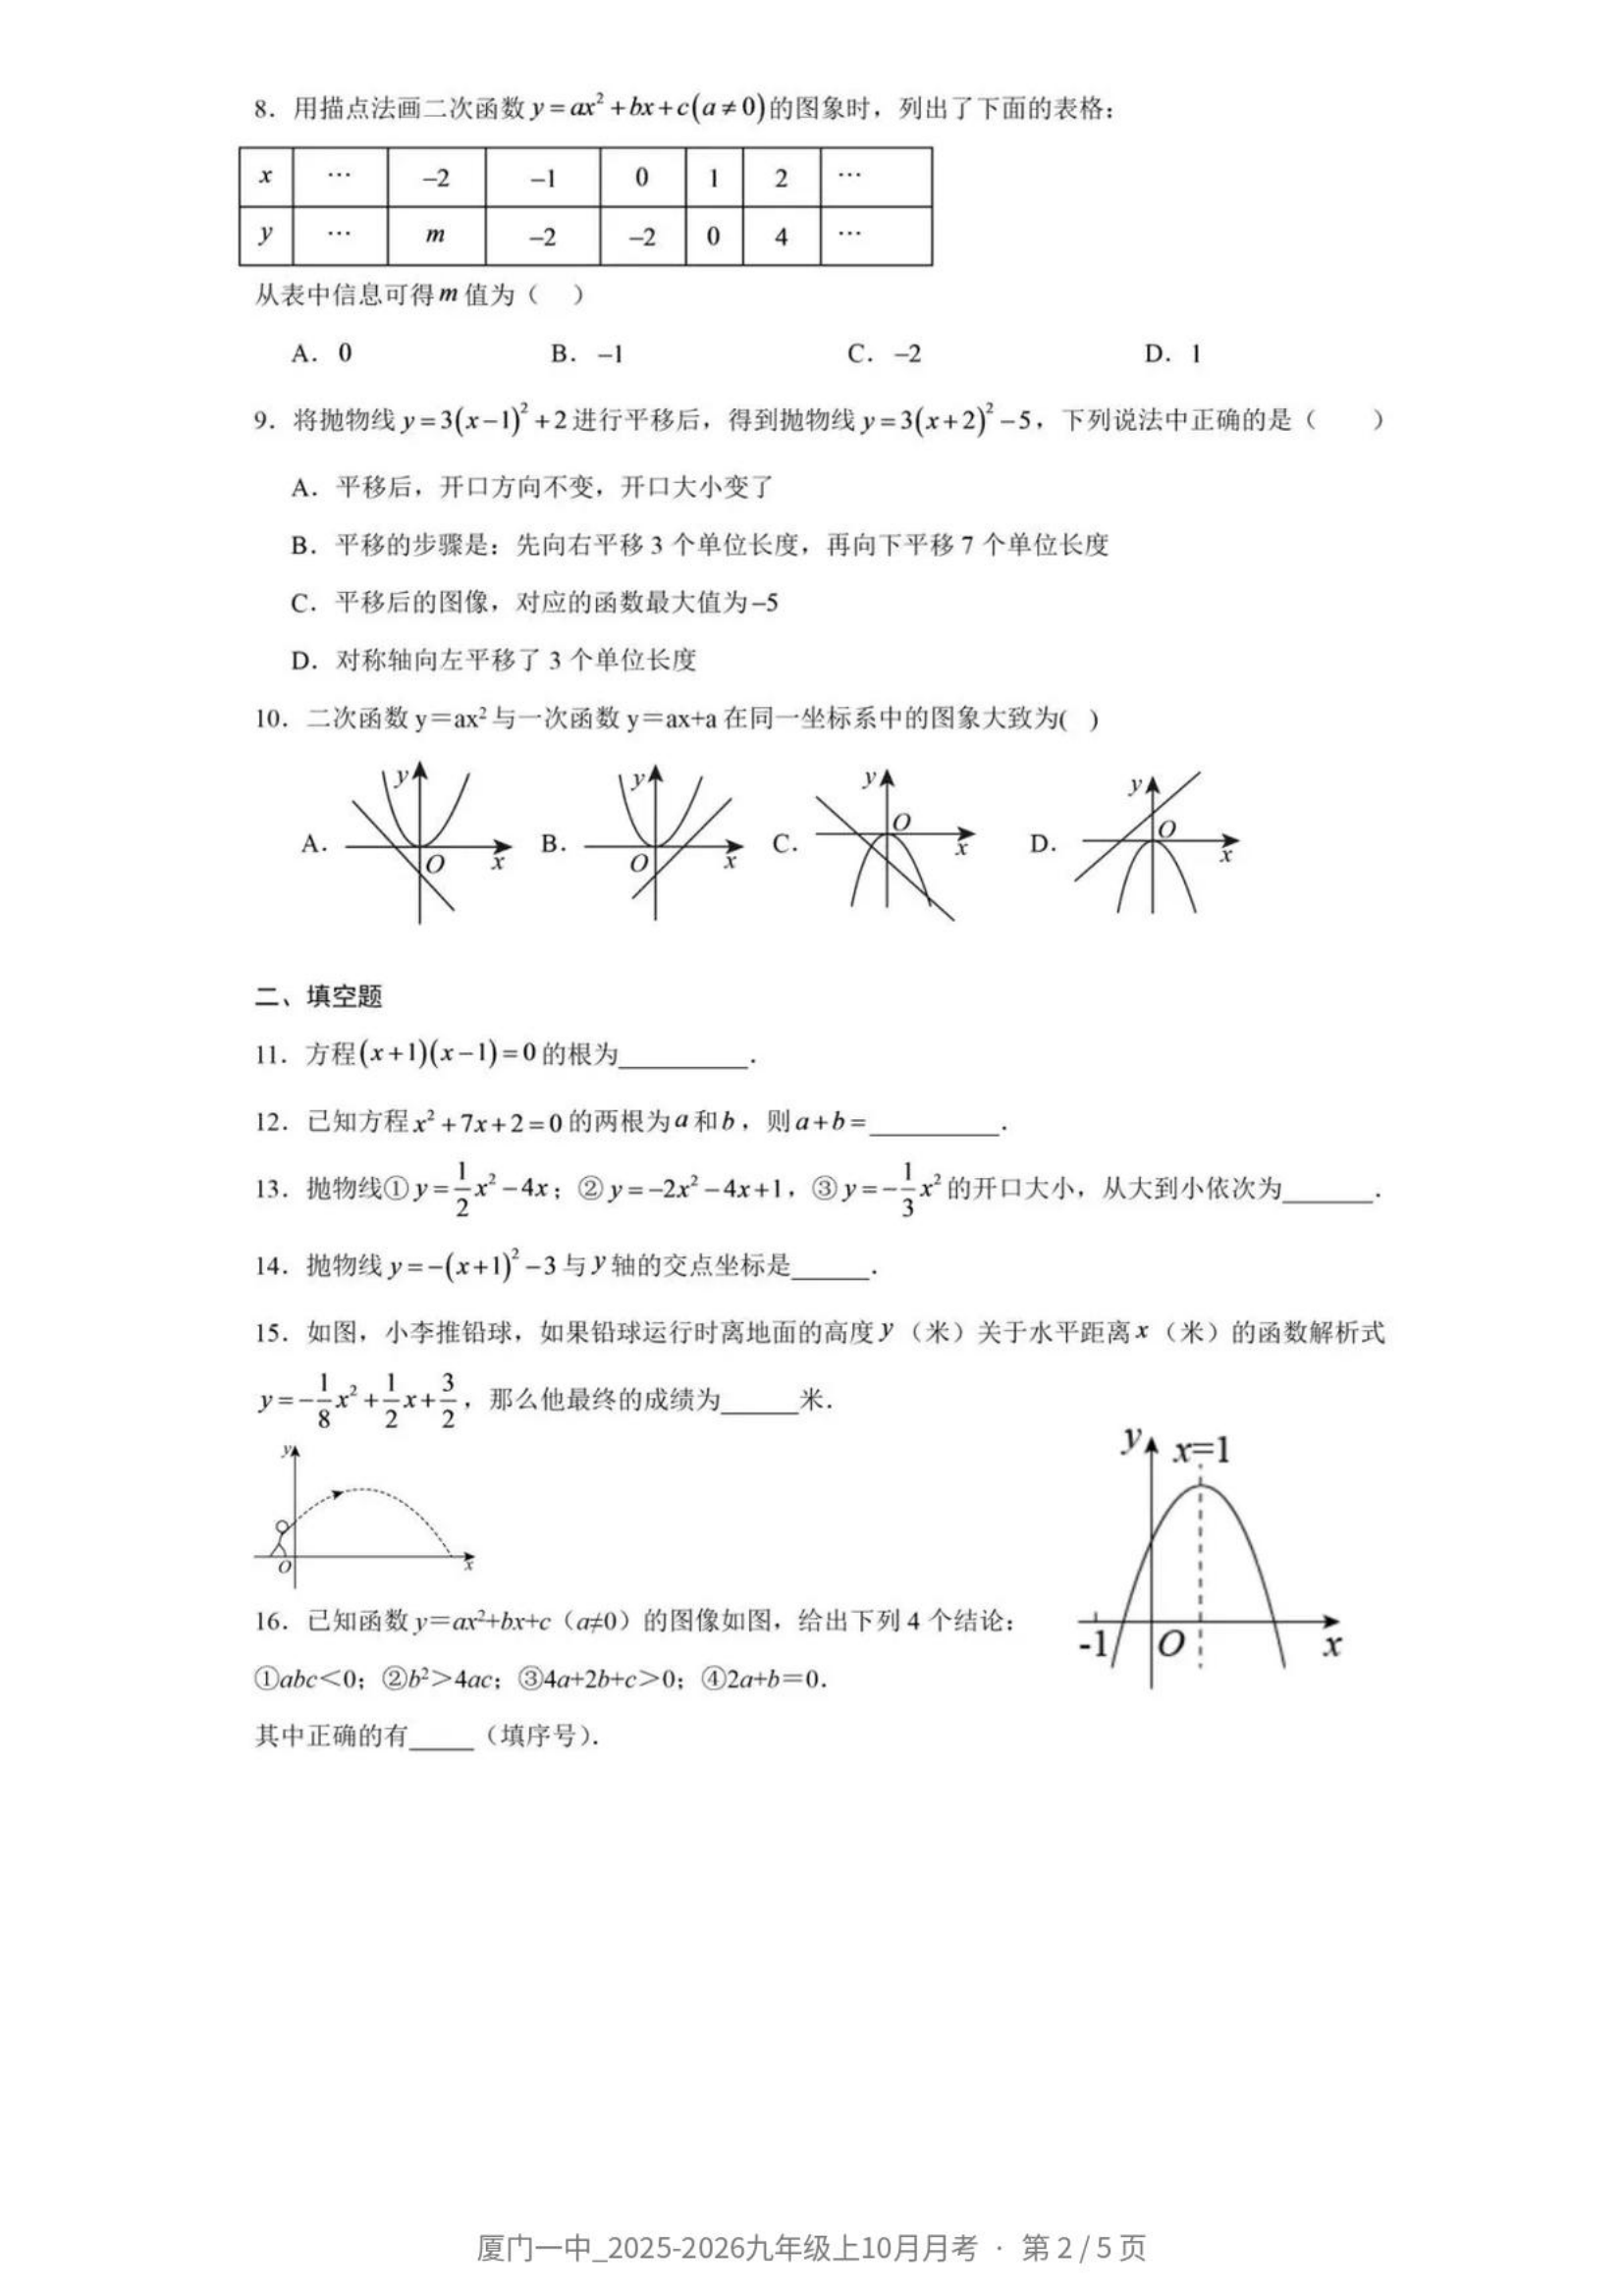 8．用描点法画二次函数 y=ax²+bx+c(a≠0)的图象时，列出了下面的表格：
x … −2 −1 0 1 2 …
y … m −2 −2 0 4 …
从表中信息可得 m 值为（　）
A．0 B．−1 C．−2 D．1
9．将抛物线 y=3(x−1)²+2进行平移后，得到抛物线 y=3(x+2)²−5，下列说法中正确的是（　　）
A．平移后，开口方向不变，开口大小变了
B．平移的步骤是：先向右平移 3 个单位长度，再向下平移 7 个单位长度
C．平移后的图像，对应的函数最大值为−5
D．对称轴向左平移了 3 个单位长度
10．二次函数 y＝ax² 与一次函数 y＝ax+a 在同一坐标系中的图象大致为(　)
A． y O x B． y O x C． y O x D． y O x
二、填空题
11．方程(x+1)(x−1)=0的根为__________．
12．已知方程 x²+7x+2=0的两根为a和b，则a+b=__________．
13．抛物线①y=1/2x²−4x；②y=−2x²−4x+1，③y=−1/3x²的开口大小，从大到小依次为_______．
14．抛物线 y=−(x+1)²−3与y轴的交点坐标是______．
15．如图，小李推铅球，如果铅球运行时离地面的高度y（米）关于水平距离x（米）的函数解析式
y=−1/8x²+1/2x+3/2，那么他最终的成绩为______米．
y O x
y x=1 -1 O x
16．已知函数 y＝ax²+bx+c（a≠0）的图像如图，给出下列 4 个结论：
①abc＜0；②b²＞4ac；③4a+2b+c＞0；④2a+b＝0．
其中正确的有_____（填序号）．
厦门一中_2025-2026九年级上10月月考 · 第 2 / 5 页